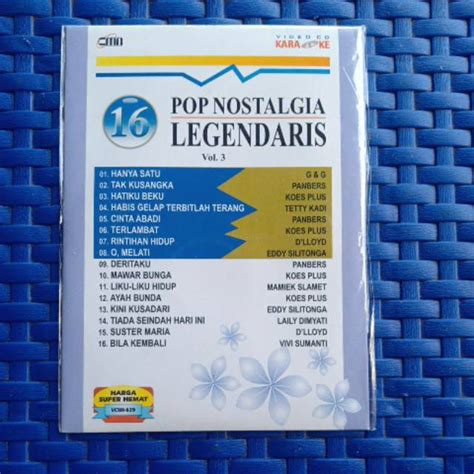 VIDEO CD
KARAOKE
16
POP NOSTALGIA
LEGENDARIS
Vol. 3
01. HANYA SATU G & G
02. TAK KUSANGKA PANBERS
03. HATIKU BEKU KOES PLUS
04. HABIS GELAP TERBITLAH TERANG TETTY KADI
05. CINTA ABADI PANBERS
06. TERLAMBAT KOES PLUS
07. RINTIHAN HIDUP D'LLOYD
08. O, MELATI EDDY SILITONGA
09. DERITAKU PANBERS
10. MAWAR BUNGA KOES PLUS
11. LIKU-LIKU HIDUP MAMIEK SLAMET
12. AYAH BUNDA KOES PLUS
13. KINI KUSADARI EDDY SILITONGA
14. TIADA SEINDAH HARI INI LAILY DIMYATI
15. SUSTER MARIA D'LLOYD
16. BILA KEMBALI VIVI SUMANTI
HARGA
SUPER HEMAT